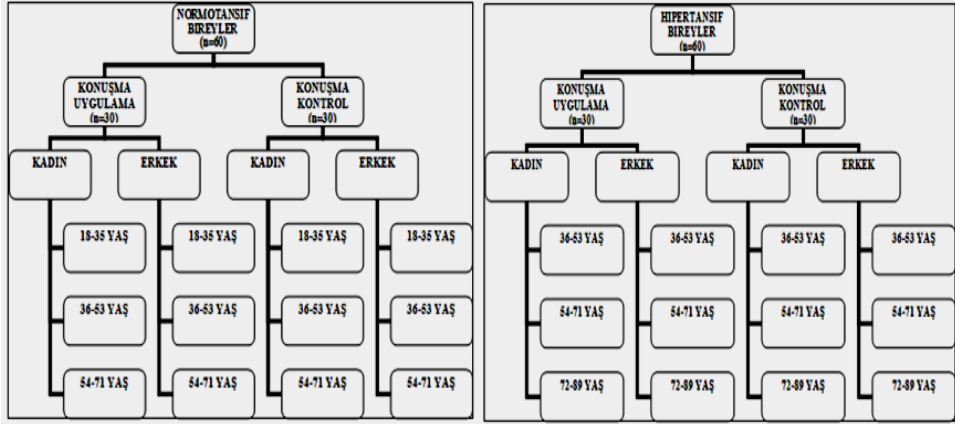 NORMOTANSIF
BIREYLER
(n=60)
KONUŞMA
UYGULAMA
(n=30)
KONUŞMA
KONTROL
(n=30)
KADIN
ERKEK
KADIN
ERKEK
18-35 YAŞ
18-35 YAŞ
18-35 YAŞ
18-35 YAŞ
36-53 YAŞ
36-53 YAŞ
36-53 YAŞ
36-53 YAŞ
54-71 YAŞ
54-71 YAŞ
54-71 YAŞ
54-71 YAŞ
HIPERTANSIF
BIREYLER
(n=60)
KONUŞMA
UYGULAMA
(n=30)
KONUŞMA
KONTROL
(n=30)
KADIN
ERKEK
KADIN
ERKEK
36-53 YAŞ
36-53 YAŞ
36-53 YAŞ
36-53 YAŞ
54-71 YAŞ
54-71 YAŞ
54-71 YAŞ
54-71 YAŞ
72-89 YAŞ
72-89 YAŞ
72-89 YAŞ
72-89 YAŞ